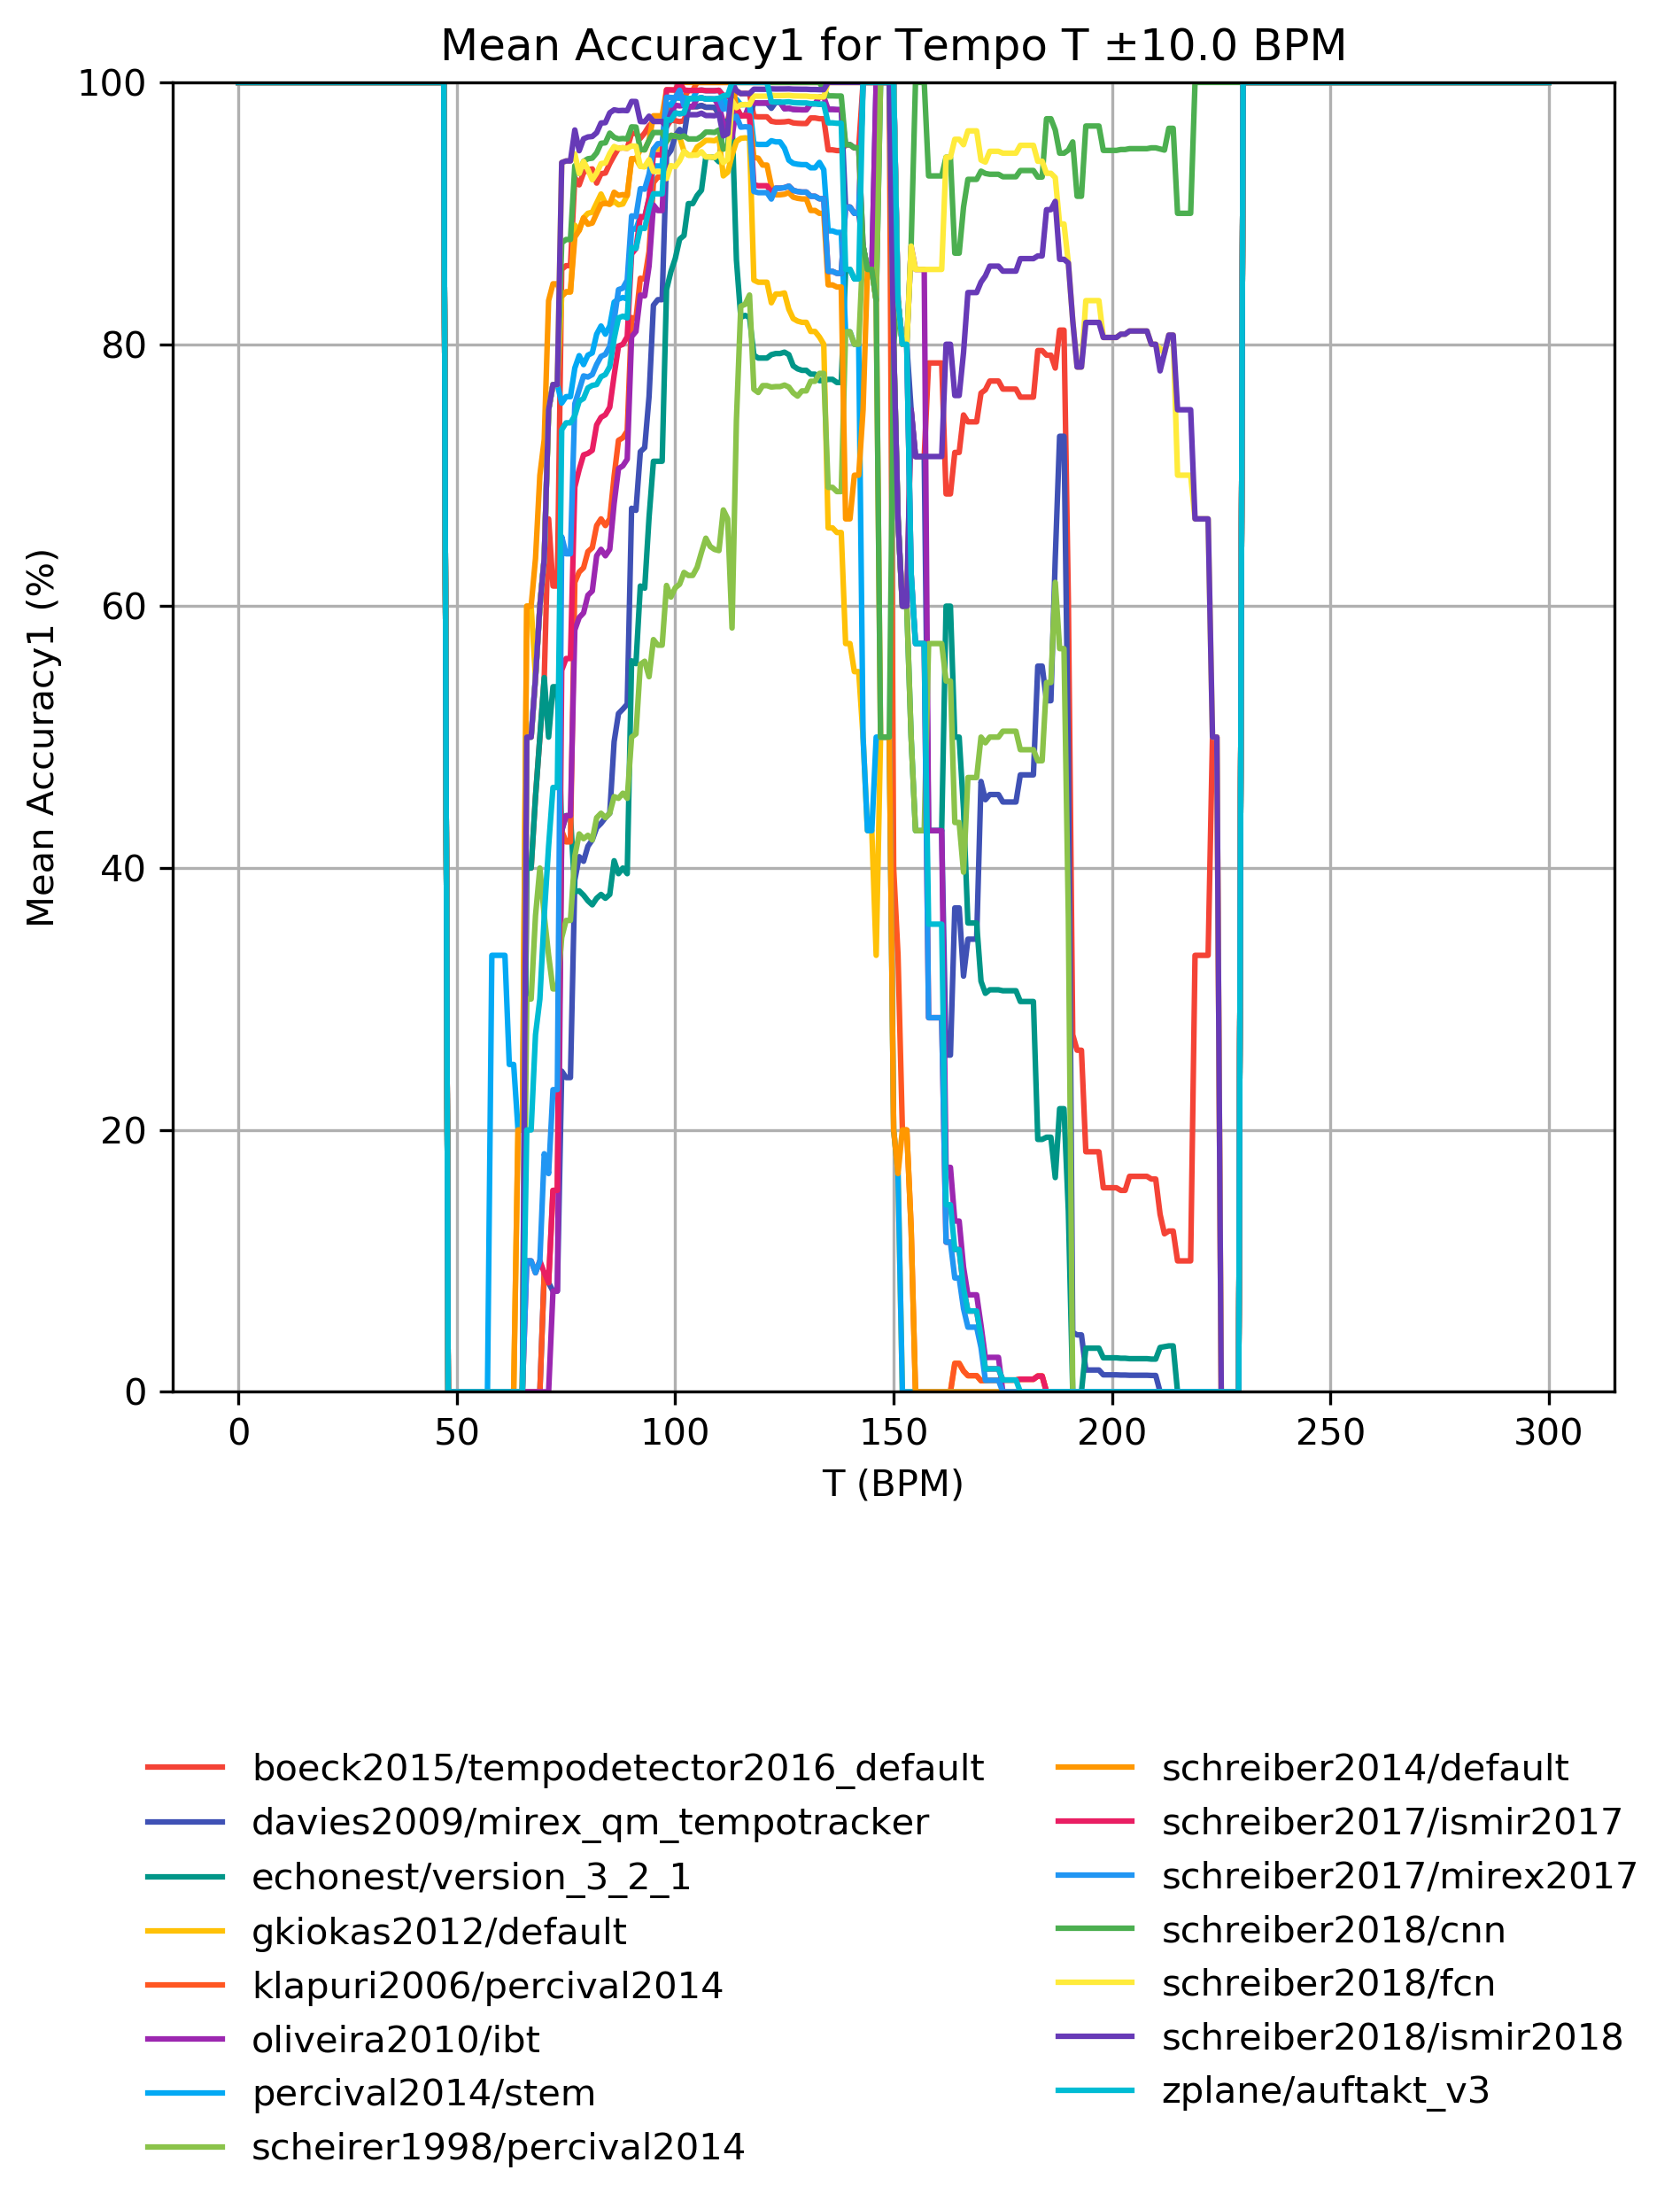 Mean Accuracy1 for Tempo T ±10.0 BPM
100
80
60
40
20
0
Mean Accuracy1 (%)
0 50 100 150 200 250 300
T (BPM)
boeck2015/tempodetector2016_default
davies2009/mirex_qm_tempotracker
echonest/version_3_2_1
gkiokas2012/default
klapuri2006/percival2014
oliveira2010/ibt
percival2014/stem
scheirer1998/percival2014
schreiber2014/default
schreiber2017/ismir2017
schreiber2017/mirex2017
schreiber2018/cnn
schreiber2018/fcn
schreiber2018/ismir2018
zplane/auftakt_v3